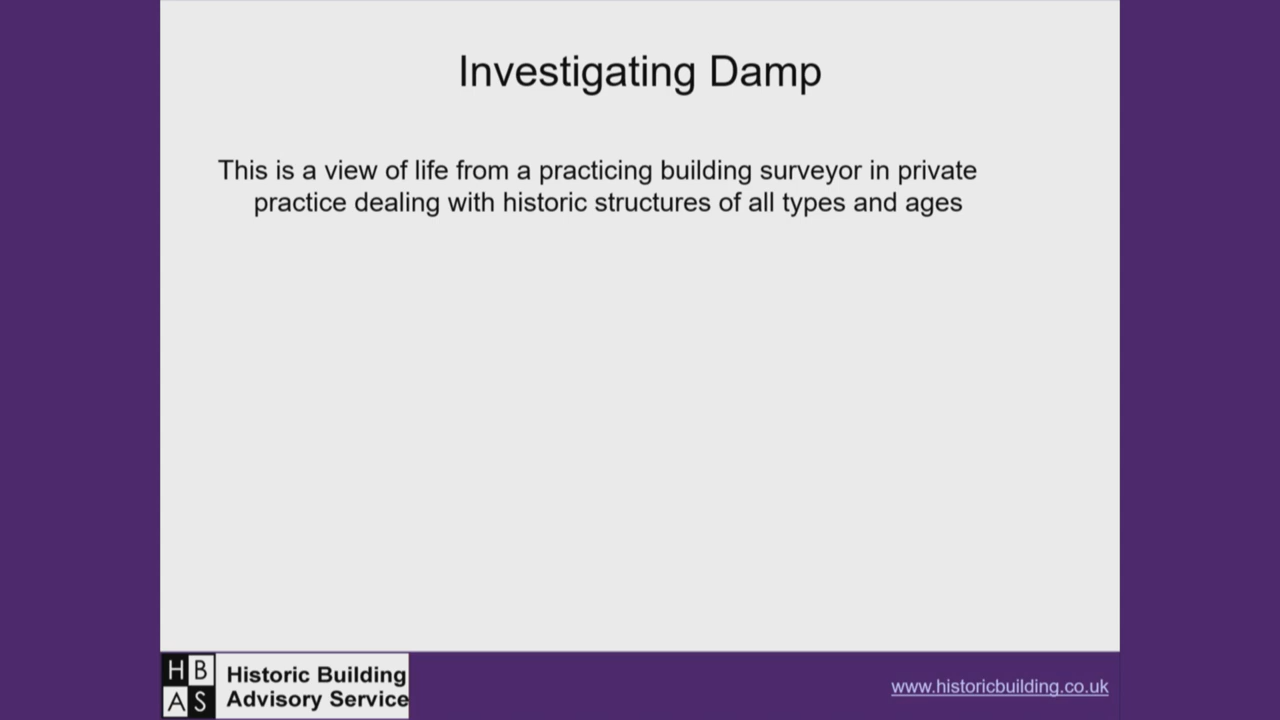 Investigating Damp
This is a view of life from a practicing building surveyor in private
practice dealing with historic structures of all types and ages
H B
A S
Historic Building
Advisory Service
www.historicbuilding.co.uk